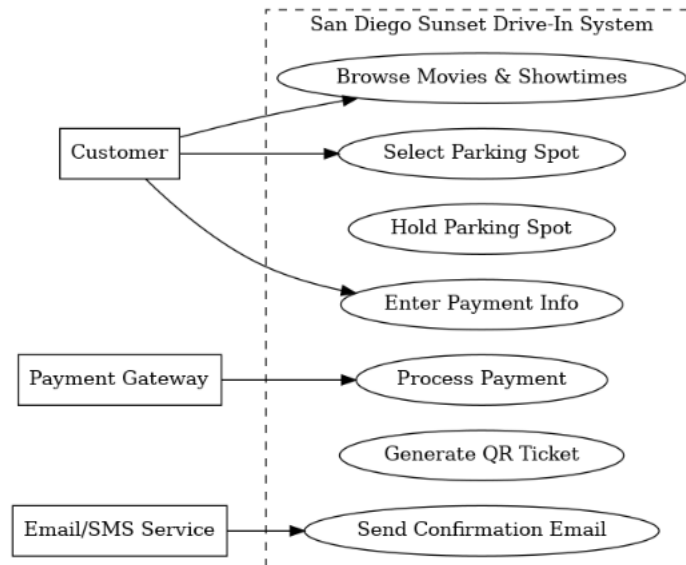 San Diego Sunset Drive-In System
Browse Movies & Showtimes
Customer
Select Parking Spot
Hold Parking Spot
Enter Payment Info
Payment Gateway
Process Payment
Generate QR Ticket
Email/SMS Service
Send Confirmation Email